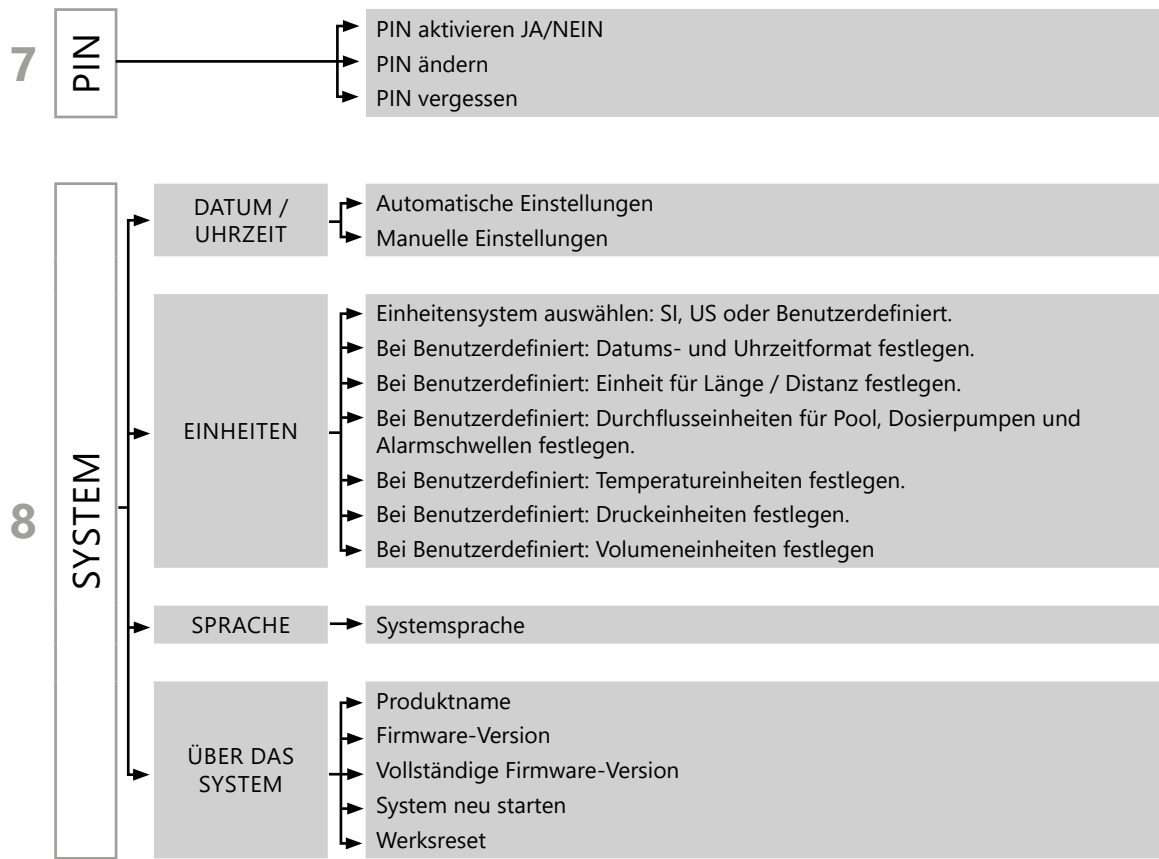 7
PIN
PIN aktivieren JA/NEIN
PIN ändern
PIN vergessen
8
SYSTEM
DATUM /
UHRZEIT
Automatische Einstellungen
Manuelle Einstellungen
EINHEITEN
Einheitensystem auswählen: SI, US oder Benutzerdefiniert.
Bei Benutzerdefiniert: Datums- und Uhrzeitformat festlegen.
Bei Benutzerdefiniert: Einheit für Länge / Distanz festlegen.
Bei Benutzerdefiniert: Durchflusseinheiten für Pool, Dosierpumpen und
Alarmschwellen festlegen.
Bei Benutzerdefiniert: Temperatureinheiten festlegen.
Bei Benutzerdefiniert: Druckeinheiten festlegen.
Bei Benutzerdefiniert: Volumeneinheiten festlegen
SPRACHE
Systemsprache
ÜBER DAS
SYSTEM
Produktname
Firmware-Version
Vollständige Firmware-Version
System neu starten
Werksreset